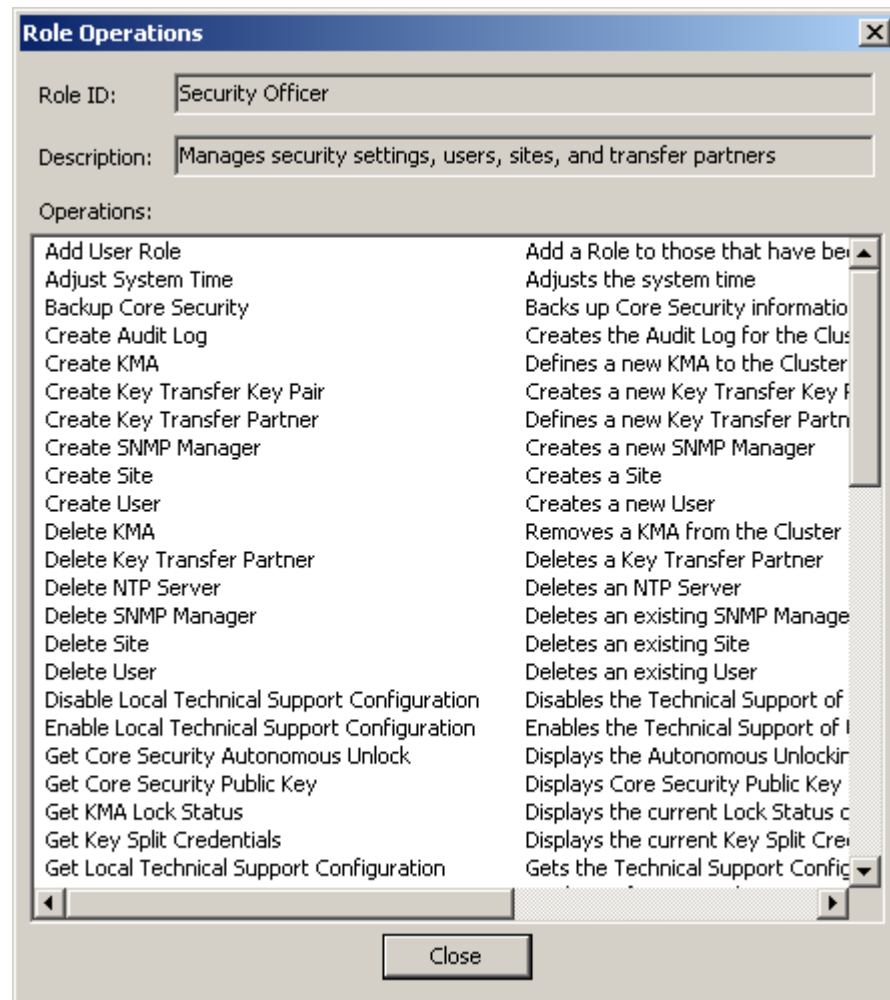 Role Operations
Role ID: Security Officer
Description: Manages security settings, users, sites, and transfer partners
Operations:
Add User Role Add a Role to those that have
Adjust System Time Adjusts the system time
Backup Core Security Backs up Core Security
Create Audit Log Creates the Audit Log for the
Create KMA Defines a new KMA to the Cluster
Create Key Transfer Key Pair Creates a new Key Transfer Key
Create Key Transfer Partner Defines a new Key Transfer
Create SNMP Manager Creates a new SNMP Manager
Create Site Creates a Site
Create User Creates a new User
Delete KMA Removes a KMA from the Cluster
Delete Key Transfer Partner Deletes a Key Transfer Partner
Delete NTP Server Deletes an NTP Server
Delete SNMP Manager Deletes an existing SNMP
Delete Site Deletes an existing Site
Delete User Deletes an existing User
Disable Local Technical Support Configuration Disables the Technical Support of
Enable Local Technical Support Configuration Enables the Technical Support of
Get Core Security Autonomous Unlock Displays the Autonomous
Get Core Security Public Key Displays Core Security Public Key
Get KMA Lock Status Displays the current Lock Status
Get Key Split Credentials Displays the current Key Split
Get Local Technical Support Configuration Gets the Technical Support
Close